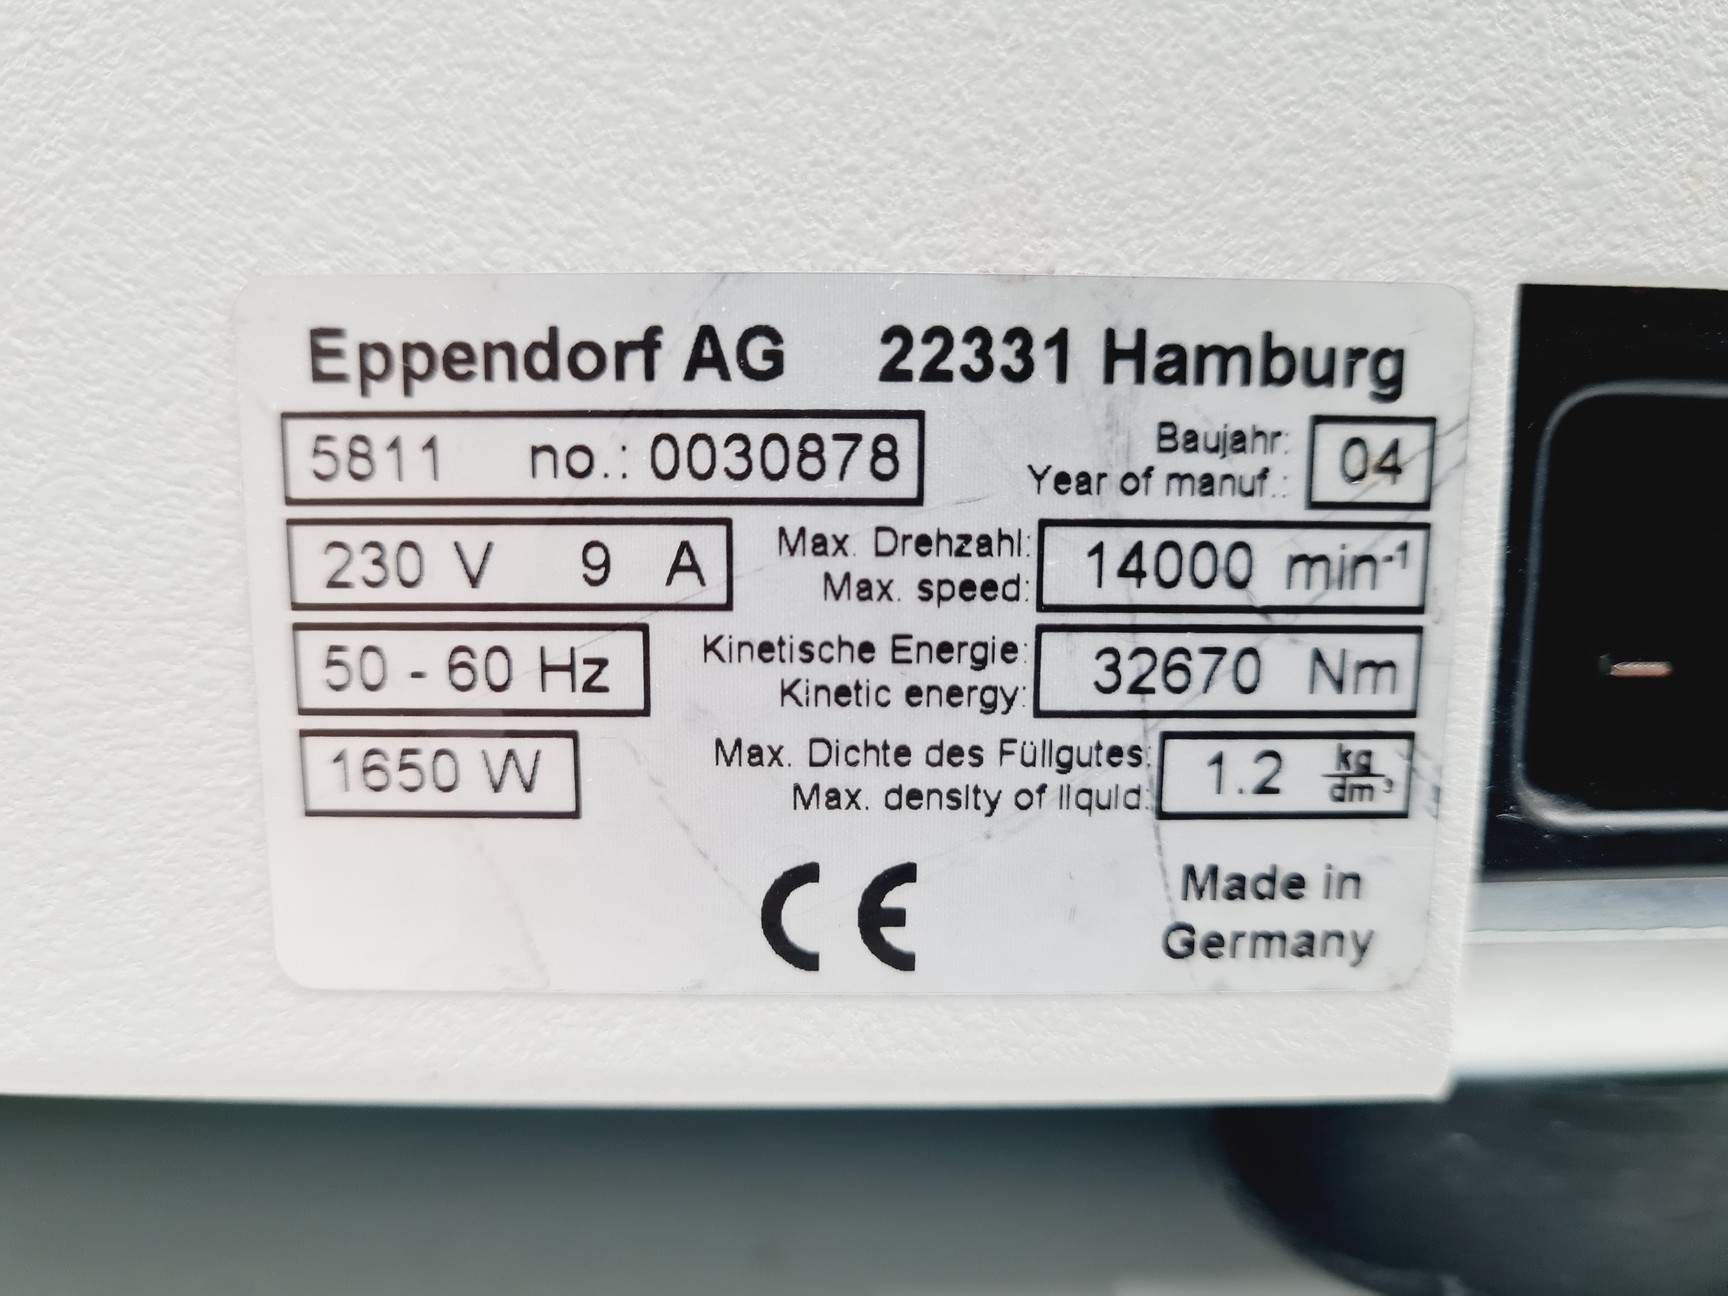 Eppendorf AG 22331 Hamburg
5811 no.: 0030878
Baujahr:
Year of manuf.:
04
230 V 9 A
Max. Drehzahl:
Max. speed:
14000 min⁻¹
50 - 60 Hz
Kinetische Energie:
Kinetic energy:
32670 Nm
1650 W
Max. Dichte des Füllgutes:
Max. density of liquid:
1.2 kg/dm³
CE
Made in
Germany